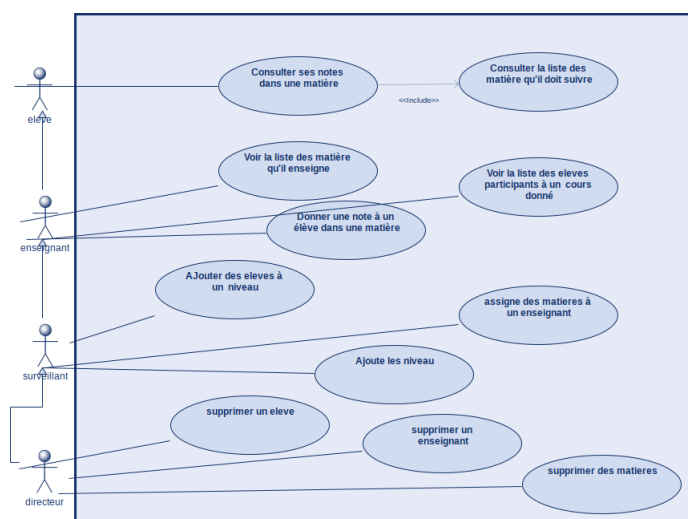 Consulter ses notes
dans une matière
Consulter la liste des
matière qu'il doit suivre
<<Include>>
eleve
Voir la liste des matière
qu'il enseigne
Voir la liste des eleves
participants à un cours
donné
Donner une note à un
élève dans une matière
enseignant
AJouter des eleves à
un niveau
assigne des matieres à
un enseignant
surveillant
Ajoute les niveau
supprimer un eleve
supprimer un
enseignant
supprimer des matieres
directeur